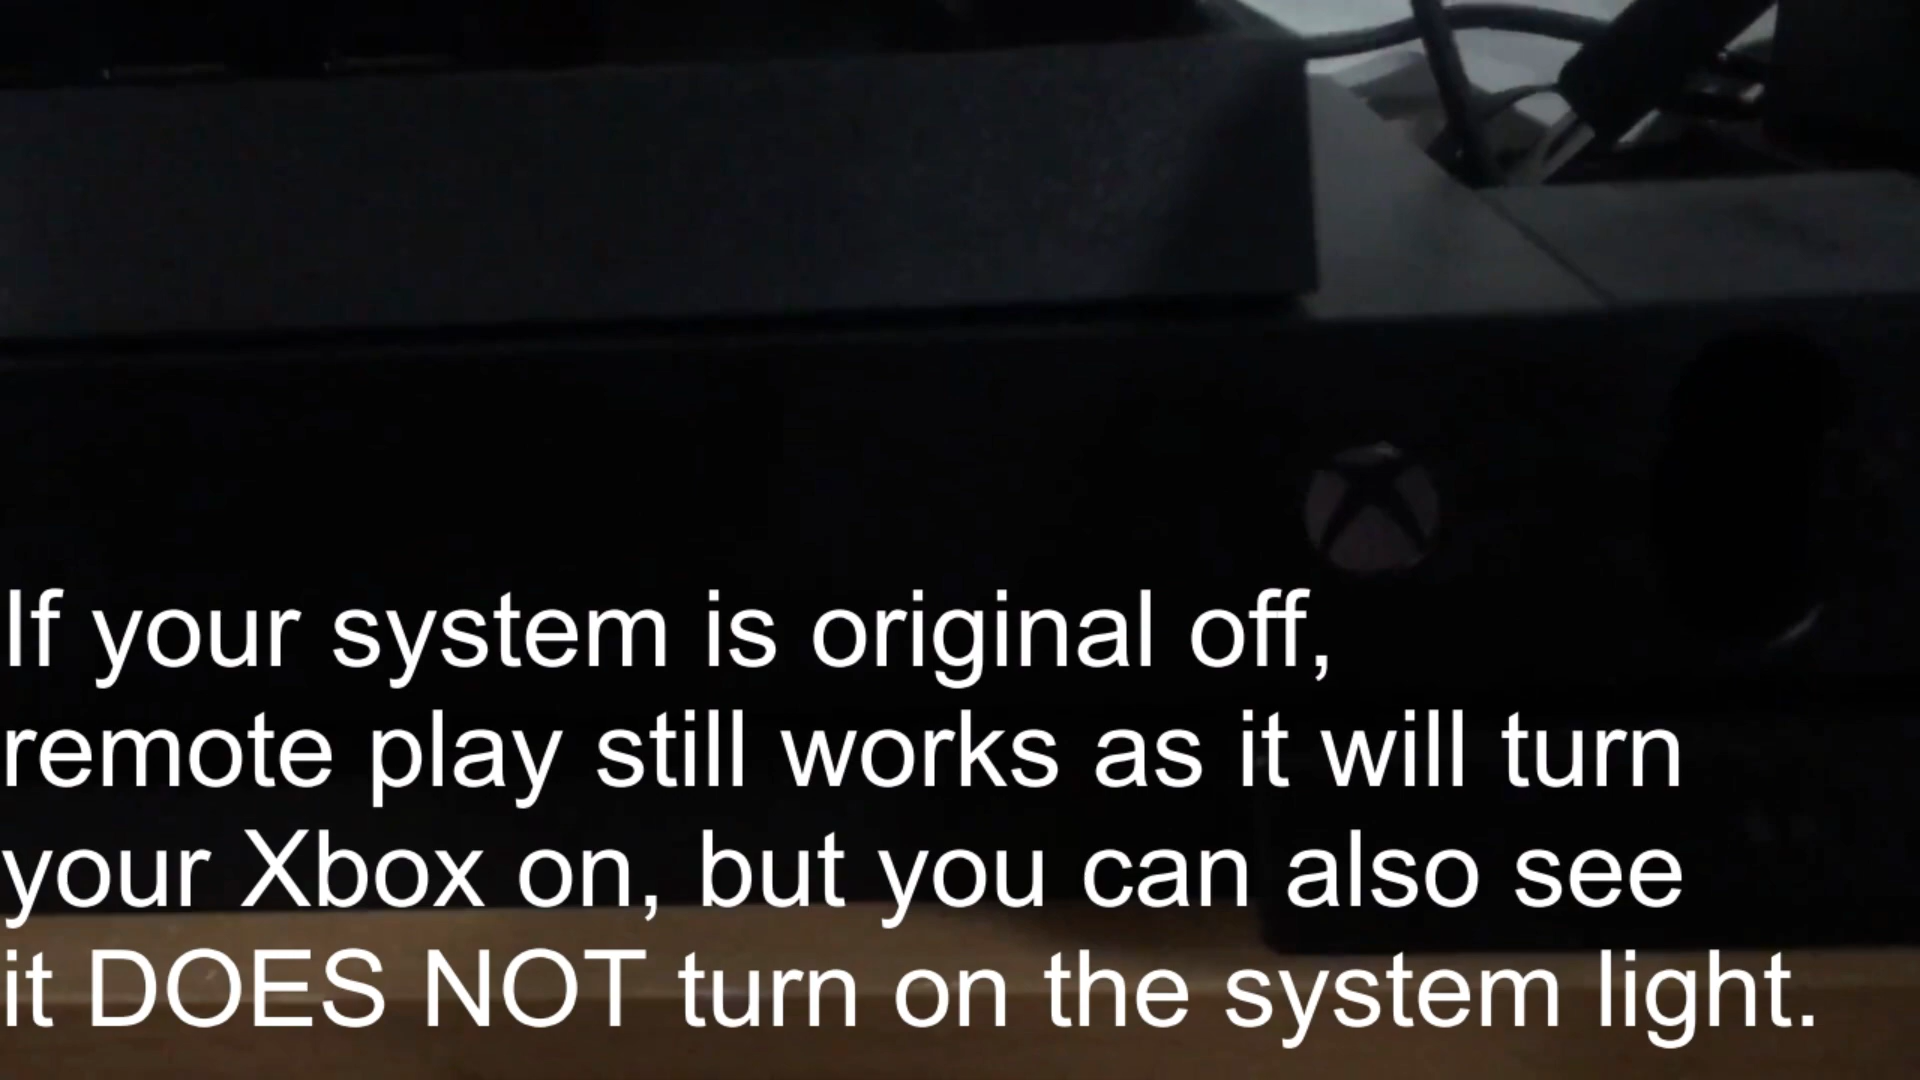 If your system is original off,
remote play still works as it will turn
your Xbox on, but you can also see
it DOES NOT turn on the system light.